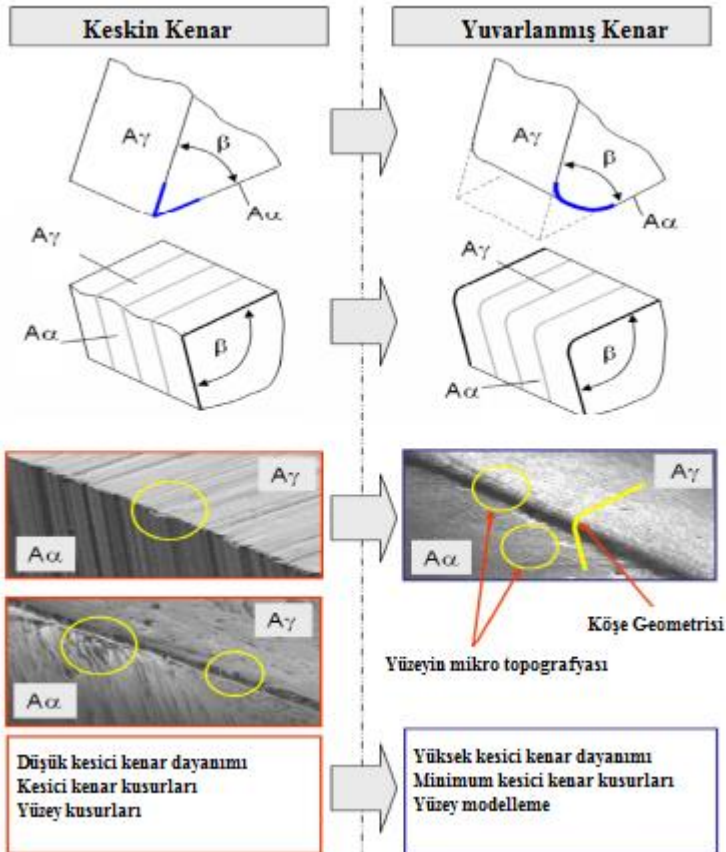 Keskin Kenar
Yuvarlanmış Kenar
Aγ
β
Aα
Aγ
β
Aα
Aγ
Aα
β
Aγ
Aα
β
Aγ
Aα
Aγ
Aα
Köşe Geometrisi
Yüzeyin mikro topografyası
Aγ
Aα
Düşük kesici kenar dayanımı
Kesici kenar kusurları
Yüzey kusurları
Yüksek kesici kenar dayanımı
Minimum kesici kenar kusurları
Yüzey modelleme